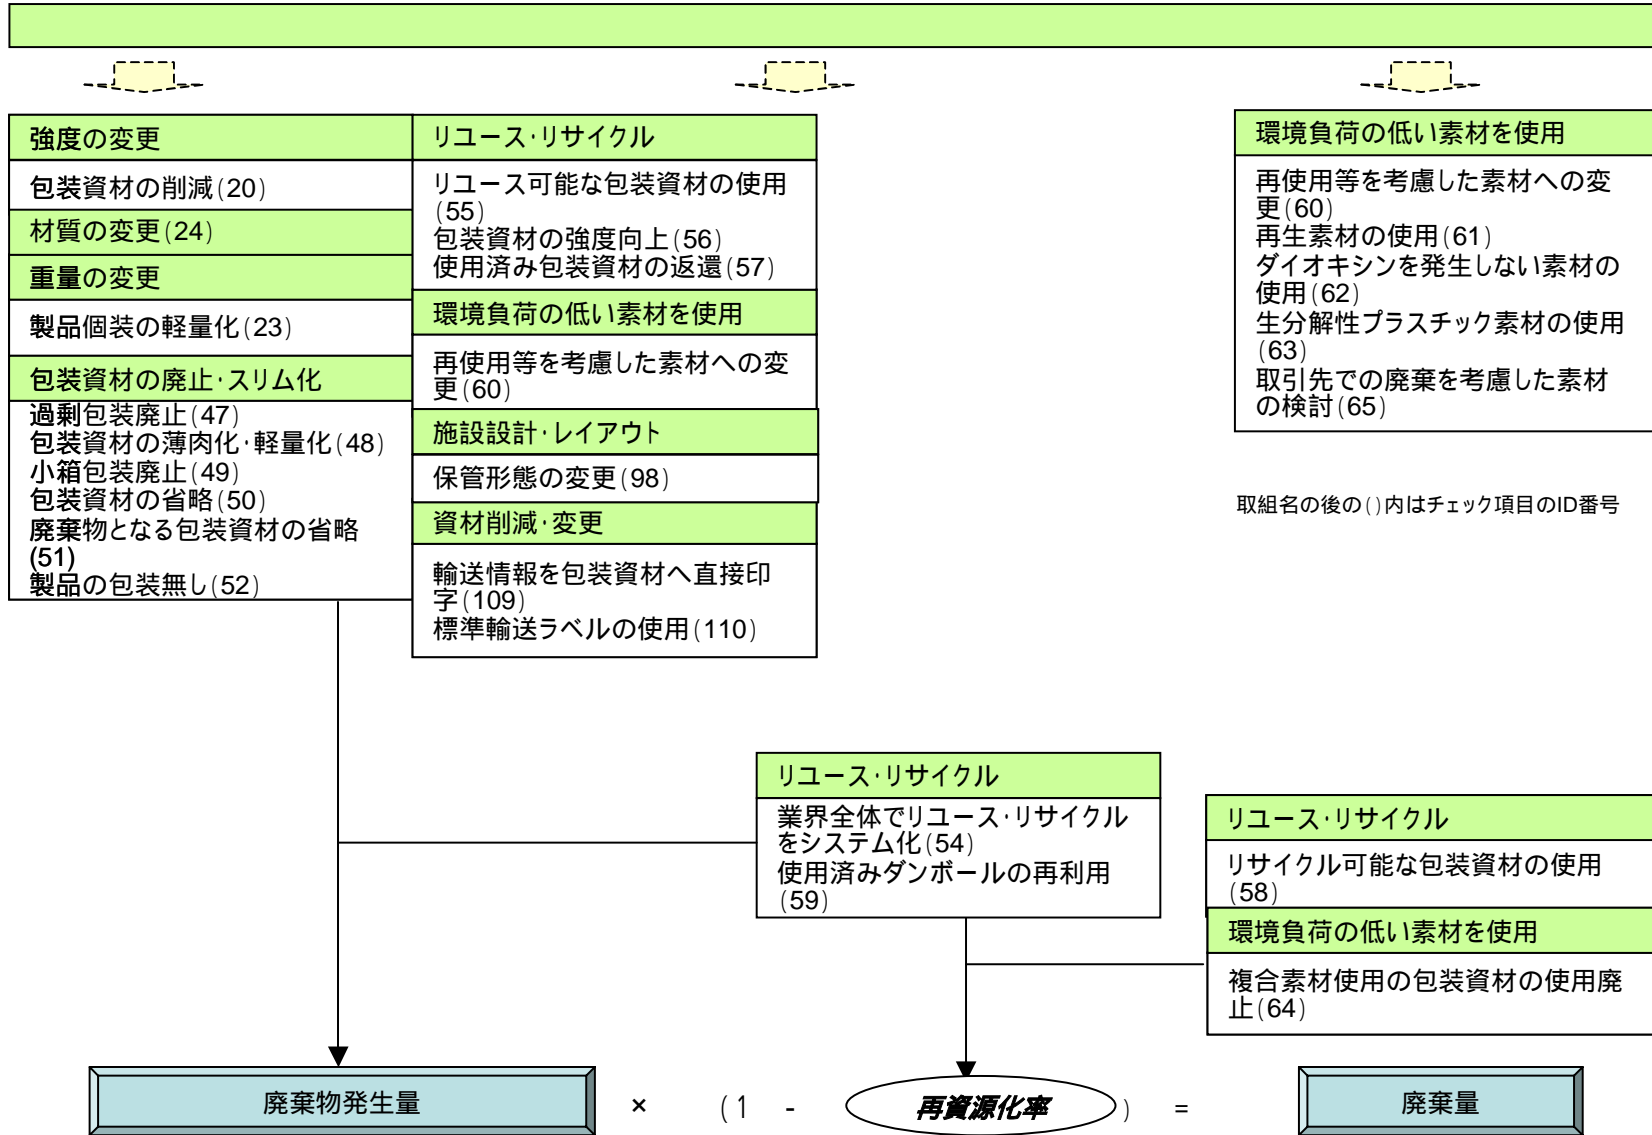 強度の変更
包装資材の削減(20)
材質の変更(24)
重量の変更
製品個装の軽量化(23)
包装資材の廃止・スリム化
過剰包装廃止(47)
包装資材の薄肉化・軽量化(48)
小箱包装廃止(49)
包装資材の省略(50)
廃棄物となる包装資材の省略
(51)
製品の包装無し(52)
リユース・リサイクル
リユース可能な包装資材の使用
(55)
包装資材の強度向上(56)
使用済み包装資材の返還(57)
環境負荷の低い素材を使用
再使用等を考慮した素材への変
更(60)
施設設計・レイアウト
保管形態の変更(98)
資材削減・変更
輸送情報を包装資材へ直接印
字(109)
標準輸送ラベルの使用(110)
環境負荷の低い素材を使用
再使用等を考慮した素材への変
更(60)
再生素材の使用(61)
ダイオキシンを発生しない素材の
使用(62)
生分解性プラスチック素材の使用
(63)
取引先での廃棄を考慮した素材
の検討(65)
取組名の後の()内はチェック項目のID番号
リユース・リサイクル
業界全体でリユース・リサイクル
をシステム化(54)
使用済みダンボールの再利用
(59)
リユース・リサイクル
リサイクル可能な包装資材の使用
(58)
環境負荷の低い素材を使用
複合素材使用の包装資材の使用廃
止(64)
廃棄物発生量 × (1 - 再資源化率) = 廃棄量